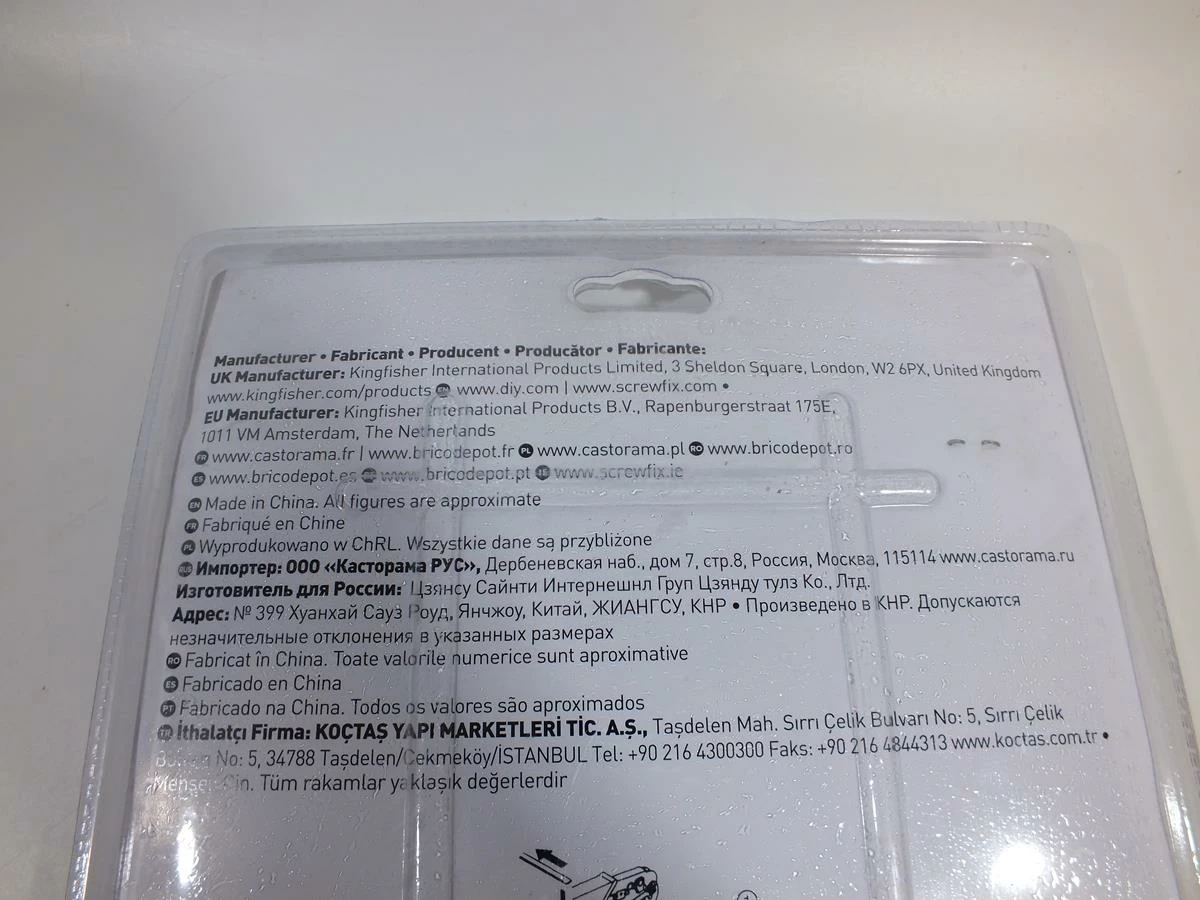 Manufacturer • Fabricant • Producent • Producător • Fabricante:
UK Manufacturer: Kingfisher International Products Limited, 3 Sheldon Square, London, W2 6PX, United Kingdom
www.kingfisher.com/products EN www.diy.com | www.screwfix.com •
EU Manufacturer: Kingfisher International Products B.V., Rapenburgerstraat 175E,
1011 VM Amsterdam, The Netherlands
FR www.castorama.fr | www.bricodepot.fr PL www.castorama.pl RO www.bricodepot.ro
ES www.bricodepot.es www.bricodepot.pt www.screwfix.ie
EN Made in China. All figures are approximate
FR Fabriqué en Chine
PL Wyprodukowano w ChRL. Wszystkie dane są przybliżone
RUS Импортер: ООО «Касторама РУС», Дербеневская наб., дом 7, стр.8, Россия, Москва, 115114 www.castorama.ru
Изготовитель для России: Цзянсу Сайнти Интернешнл Груп Цзянду тулз Ко., Лтд.
Адрес: № 399 Хуанхай Сауз Роуд, Янчжоу, Китай, ЖИАНГСУ, КНР • Произведено в КНР. Допускаются
незначительные отклонения в указанных размерах
RO Fabricat în China. Toate valorile numerice sunt aproximative
ES Fabricado en China
PT Fabricado na China. Todos os valores são aproximados
TR İthalatçı Firma: KOÇTAŞ YAPI MARKETLERİ TİC. A.Ş., Taşdelen Mah. Sırrı Çelik Bulvarı No: 5, Sırrı Çelik
No: 5, 34788 Taşdelen/Çekmeköy/İSTANBUL Tel: +90 216 4300300 Faks: +90 216 4844313 www.koctas.com.tr •
Menşei Çin. Tüm rakamlar yaklaşık değerlerdir
1